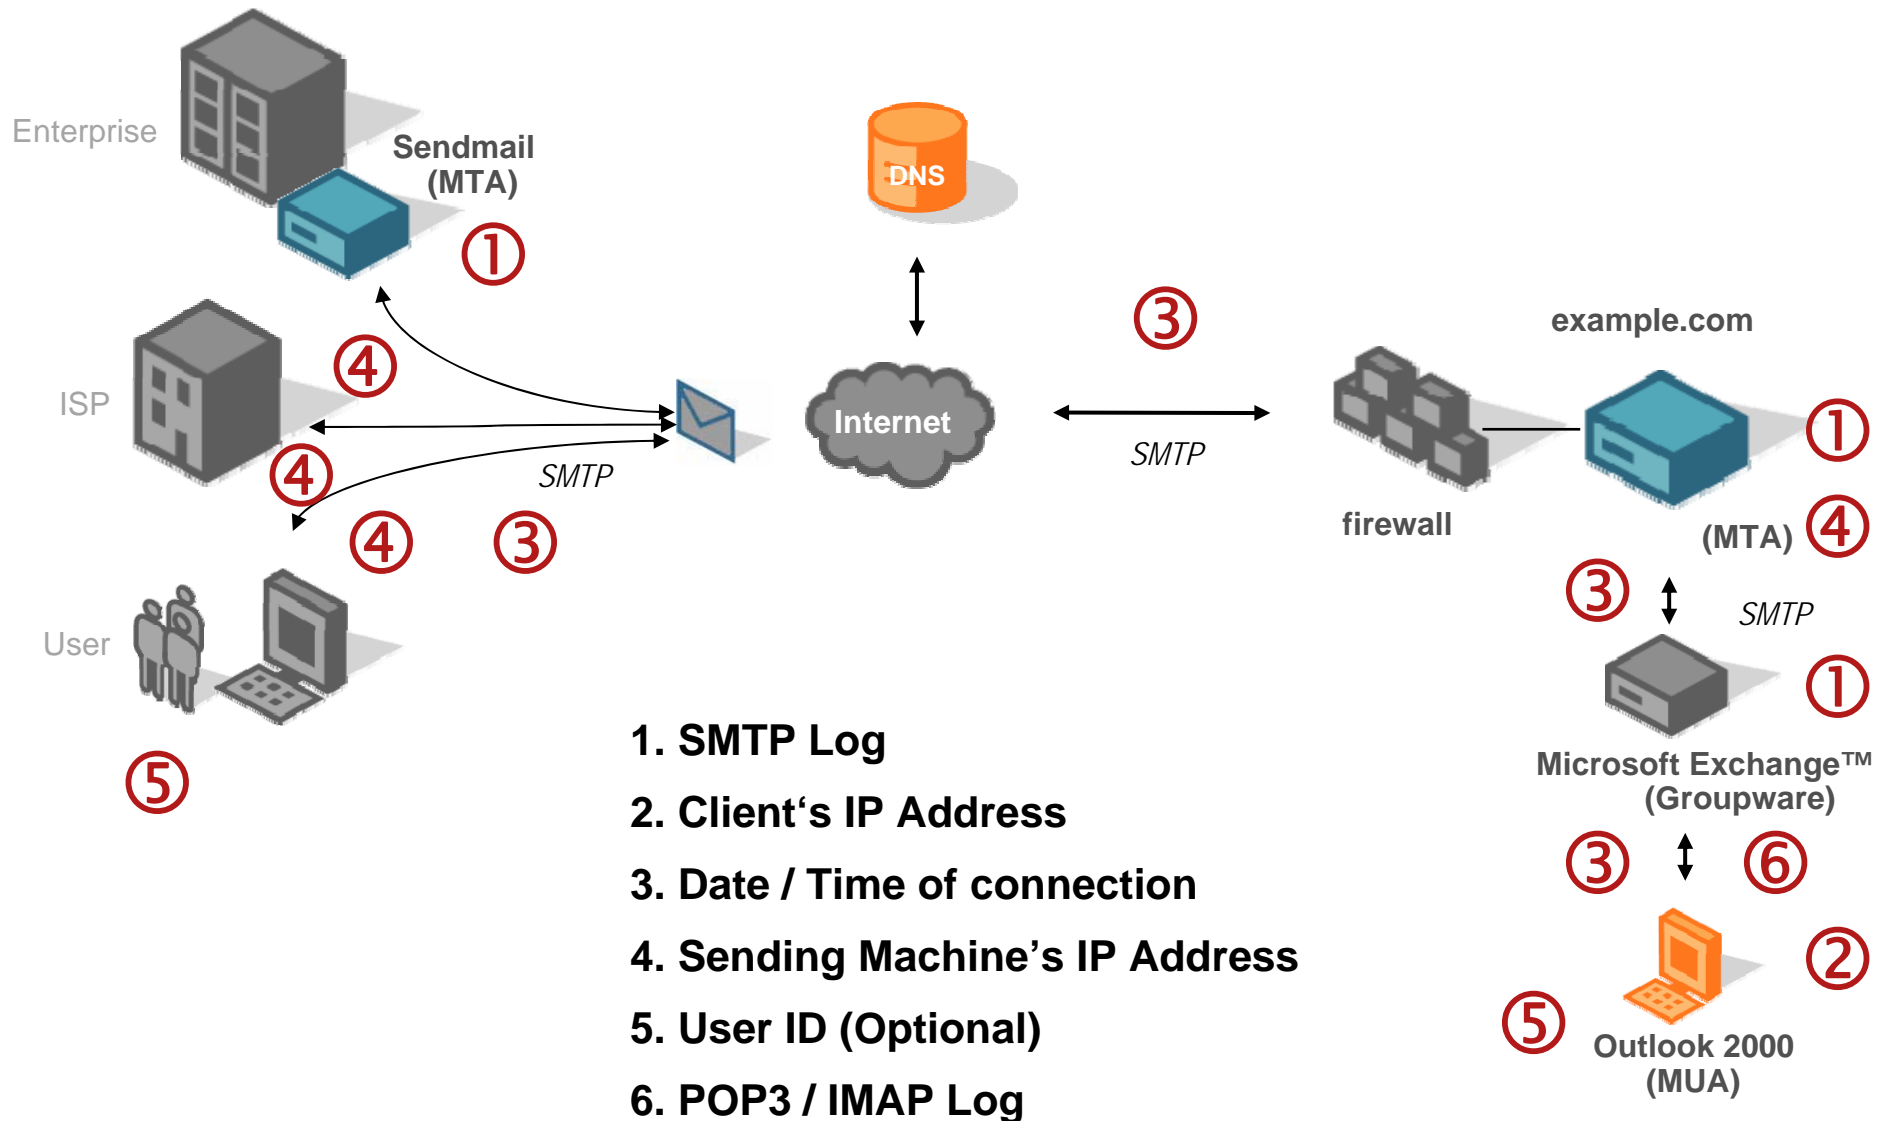 Enterprise
Sendmail
(MTA)
①
DNS
③
example.com
④
ISP
Internet
①
SMTP
SMTP
④
④
③
firewall
(MTA)
④
③
SMTP
User
①
1. SMTP Log
⑤
Microsoft Exchange™
(Groupware)
2. Client‘s IP Address
③
⑥
3. Date / Time of connection
4. Sending Machine’s IP Address
②
5. User ID (Optional)
⑤
Outlook 2000
(MUA)
6. POP3 / IMAP Log